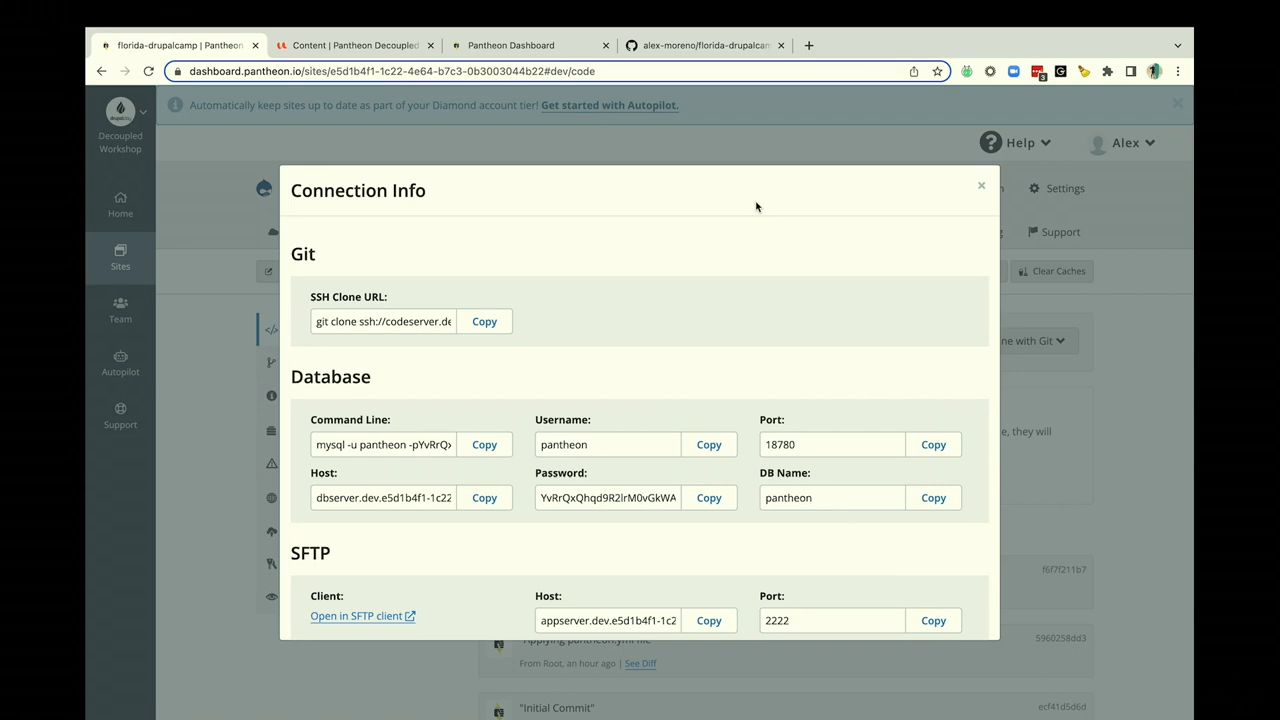 florida-drupalcamp | Pantheon
Content | Pantheon Decoupled
Pantheon Dashboard
alex-moreno/florida-drupalcam
dashboard.pantheon.io/sites/e5d1b4f1-1c22-4e64-b7c3-0b3003044b22#dev/code
3
Automatically keep sites up to date as part of your Diamond account tier! Get started with Autopilot.
Decoupled
Workshop
Help
Alex
Home
Settings
Support
Sites
Clear Caches
Team
ne with Git
Autopilot
e, they will
Support
Connection Info
Git
SSH Clone URL:
git clone ssh://codeserver.de Copy
Database
Command Line: Username: Port:
mysql -u pantheon -pYvRrQx Copy pantheon Copy 18780 Copy
Host: Password: DB Name:
dbserver.dev.e5d1b4f1-1c22 Copy YvRrQxQhqd9R2lrM0vGkWA Copy pantheon Copy
SFTP
Client: Host: Port:
Open in SFTP client appserver.dev.e5d1b4f1-1c2 Copy 2222 Copy
f6f7f211b7
"Applying pantheon.yml file 5960258dd3
From Root, an hour ago | See Diff
"Initial Commit" ecf41d5d6d